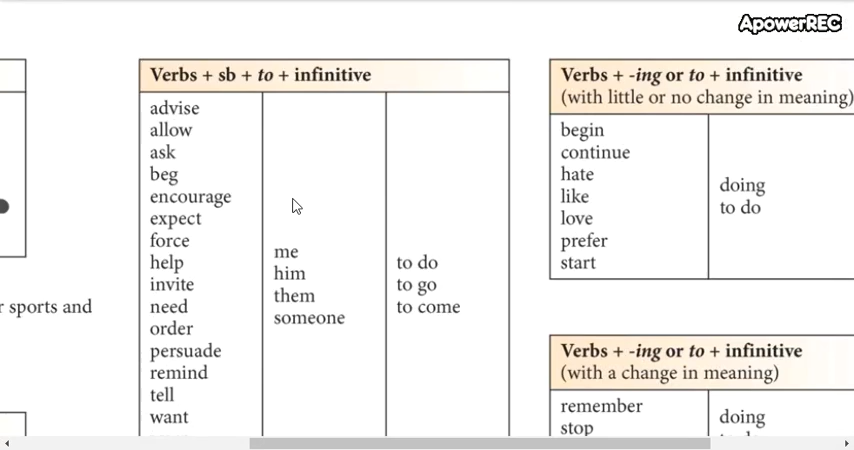 ApowerREC
Verbs + sb + to + infinitive
advise
allow
ask
beg
encourage
expect
force
help
invite
need
order
persuade
remind
tell
want
me
him
them
someone
to do
to go
to come
r sports and
Verbs + -ing or to + infinitive
(with little or no change in meaning)
begin
continue
hate
like
love
prefer
start
doing
to do
Verbs + -ing or to + infinitive
(with a change in meaning)
remember
stop
doing